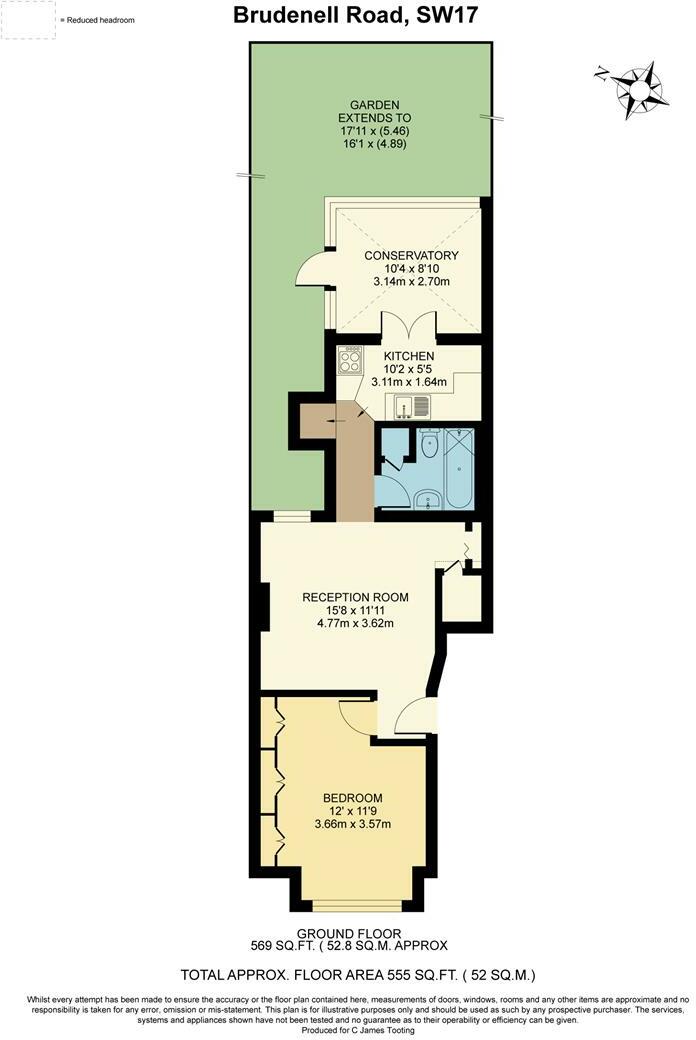 Brudenell Road, SW17
= Reduced headroom
N
GARDEN
EXTENDS TO
17'11 x (5.46)
16'1 x (4.89)
CONSERVATORY
10'4 x 8'10
3.14m x 2.70m
KITCHEN
10'2 x 5'5
3.11m x 1.64m
RECEPTION ROOM
15'8 x 11'11
4.77m x 3.62m
BEDROOM
12' x 11'9
3.66m x 3.57m
GROUND FLOOR
569 SQ.FT. ( 52.8 SQ.M. APPROX
TOTAL APPROX. FLOOR AREA 555 SQ.FT. ( 52 SQ.M.)
Whilst every attempt has been made to ensure the accuracy or the floor plan contained here, measurements of doors, windows, rooms and any other items are approximate and no
responsibility is taken for any error, omission or mis-statement. This plan is for illustrative purposes only and should be used as such by any prospective purchaser. The services,
systems and appliances shown have not been tested and no guarantee as to their operability or efficiency can be given.
Produced for C James Tooting